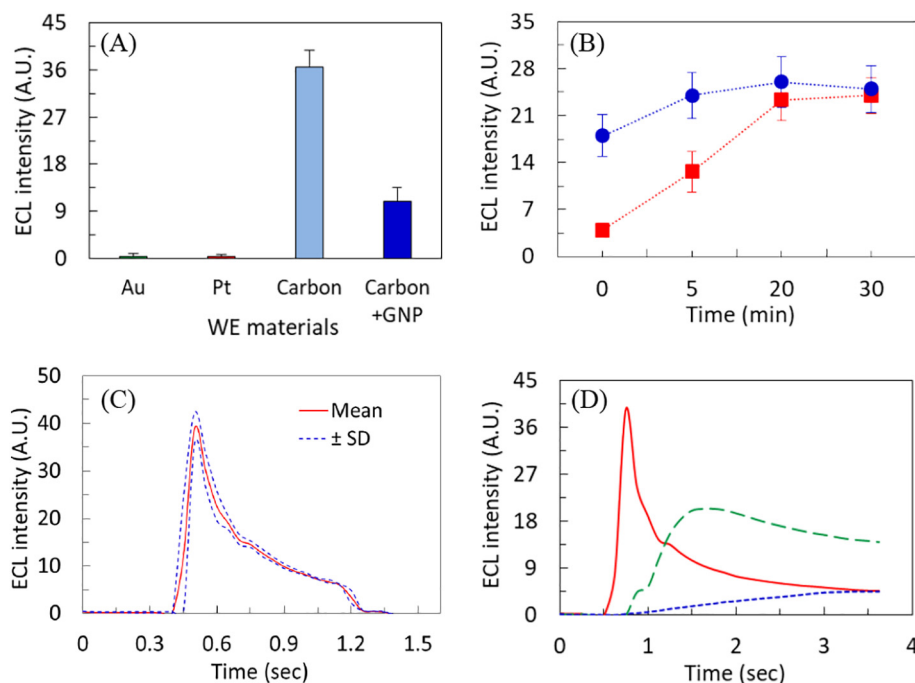 (A)
ECL intensity (A.U.)
45
36
27
18
9
0
Au Pt Carbon Carbon
+GNP
WE materials
(B)
ECL intensity (A.U.)
35
28
21
14
7
0
0 5 20 30
Time (min)
(C)
ECL intensity (A.U.)
50
40
30
20
10
0
Mean
± SD
0 0.3 0.6 0.9 1.2 1.5
Time (sec)
(D)
ECL intensity (A.U.)
45
36
27
18
9
0
0 1 2 3 4
Time (sec)